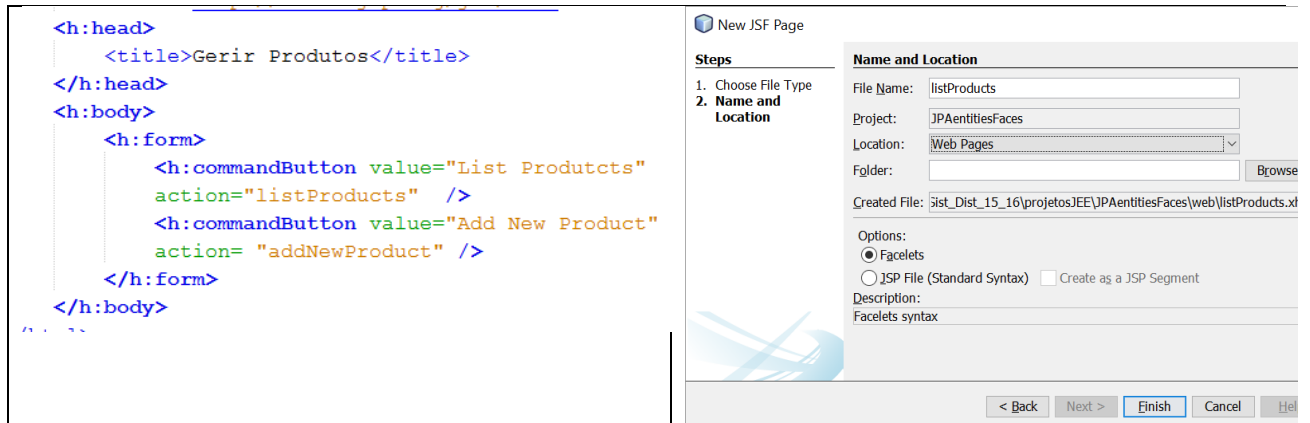 <h:head>
<title>Gerir Produtos</title>
</h:head>
<h:body>
<h:form>
<h:commandButton value="List Produtcts"
action="listProducts" />
<h:commandButton value="Add New Product"
action= "addNewProduct" />
</h:form>
</h:body>
New JSF Page
Steps
1. Choose File Type
2. Name and
Location
Name and Location
File Name: listProducts
Project: JPAentitiesFaces
Location: Web Pages
Folder: Browse
Created File: Sist_Dist_15_16\projetosJEE\JPAentitiesFaces\web\listProducts.xh
Options:
Facelets
JSP File (Standard Syntax) Create as a JSP Segment
Description:
Facelets syntax
< Back Next > Finish Cancel Hel